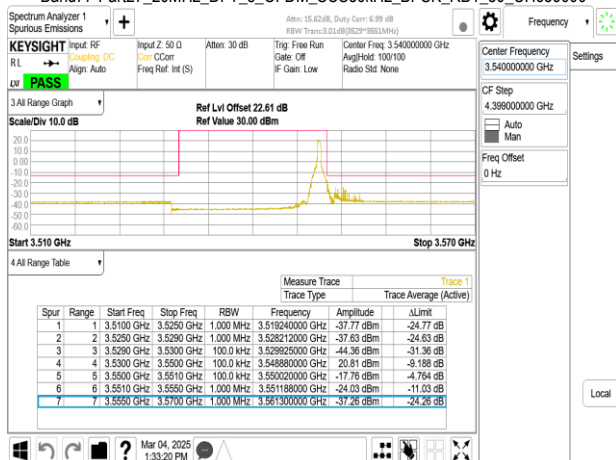 Spectrum Analyzer 1
Spurious Emissions
Attn: 15.62dB, Duty Corr: 6.99 dB
RBW Trans:3.01dB(3529~3551MHz)
Frequency
KEYSIGHT Input: RF
Coupling: DC
Align: Auto
Input Z: 50 Ω
Corr CCorr
Freq Ref: Int (S)
Atten: 30 dB
Trig: Free Run
Gate: Off
IF Gain: Low
Center Freq: 3.540000000 GHz
Avg|Hold: 100/100
Radio Std: None
RL
LXI PASS
Center Frequency
3.540000000 GHz
Settings
CF Step
4.399000000 GHz
Auto
Man
Freq Offset
0 Hz
3 All Range Graph
Scale/Div 10.0 dB
Ref Lvl Offset 22.61 dB
Ref Value 30.00 dBm
20.0
10.0
0.00
-10.0
-20.0
-30.0
-40.0
-50.0
-60.0
Start 3.510 GHz
Stop 3.570 GHz
4 All Range Table
Measure Trace Trace 1
Trace Type Trace Average (Active)
Spur Range Start Freq Stop Freq RBW Frequency Amplitude ΔLimit
1 1 3.5100 GHz 3.5250 GHz 1.000 MHz 3.519240000 GHz -37.77 dBm -24.77 dB
2 2 3.5250 GHz 3.5290 GHz 1.000 MHz 3.528212000 GHz -37.63 dBm -24.63 dB
3 3 3.5290 GHz 3.5300 GHz 100.0 kHz 3.529925000 GHz -44.36 dBm -31.36 dB
4 4 3.5300 GHz 3.5500 GHz 100.0 kHz 3.548880000 GHz 20.81 dBm -9.188 dB
5 5 3.5500 GHz 3.5510 GHz 100.0 kHz 3.550020000 GHz -17.76 dBm -4.764 dB
6 6 3.5510 GHz 3.5550 GHz 1.000 MHz 3.551188000 GHz -24.03 dBm -11.03 dB
7 7 3.5550 GHz 3.5700 GHz 1.000 MHz 3.561300000 GHz -37.26 dBm -24.26 dB
Local
Mar 04, 2025
1:33:20 PM